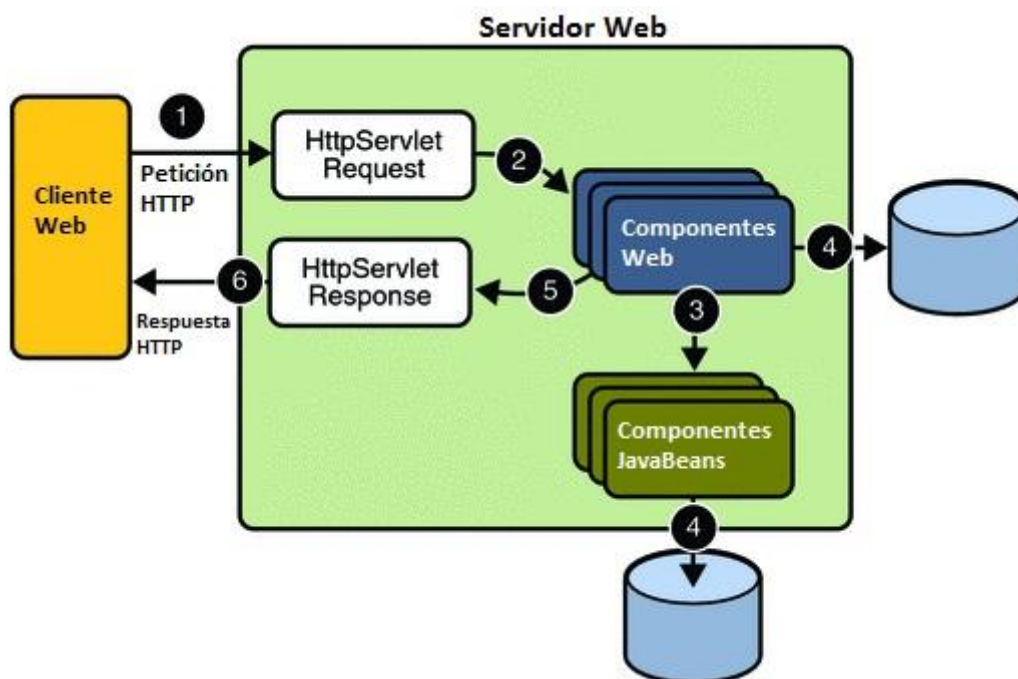 Servidor Web
1
Petición
HTTP
Cliente
Web
HttpServlet
Request
2
Componentes
Web
4
HttpServlet
Response
5
6
Respuesta
HTTP
3
Componentes
JavaBeans
4